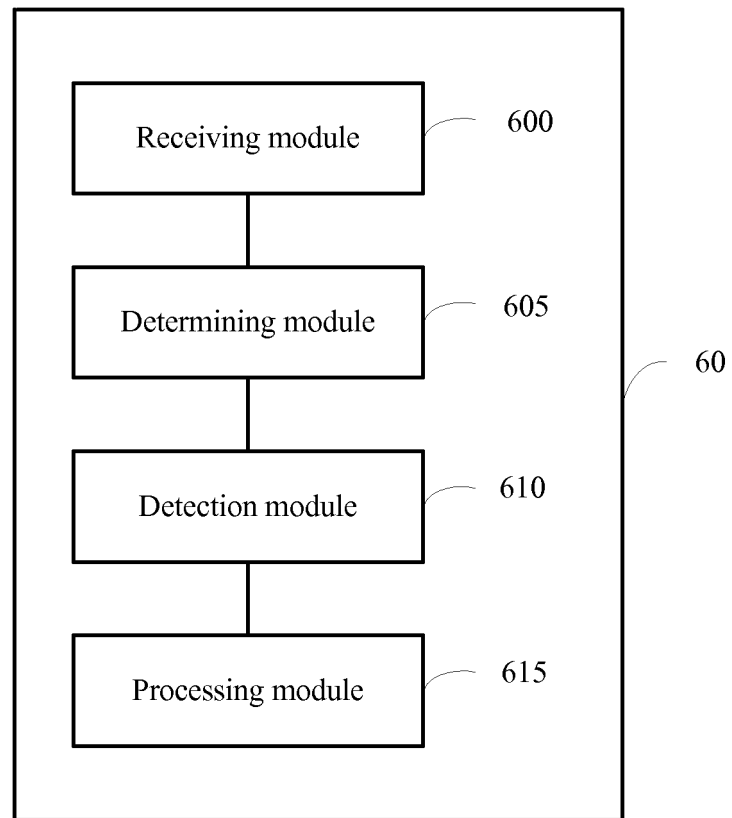 Receiving module
600
Determining module
605
60
Detection module
610
Processing module
615